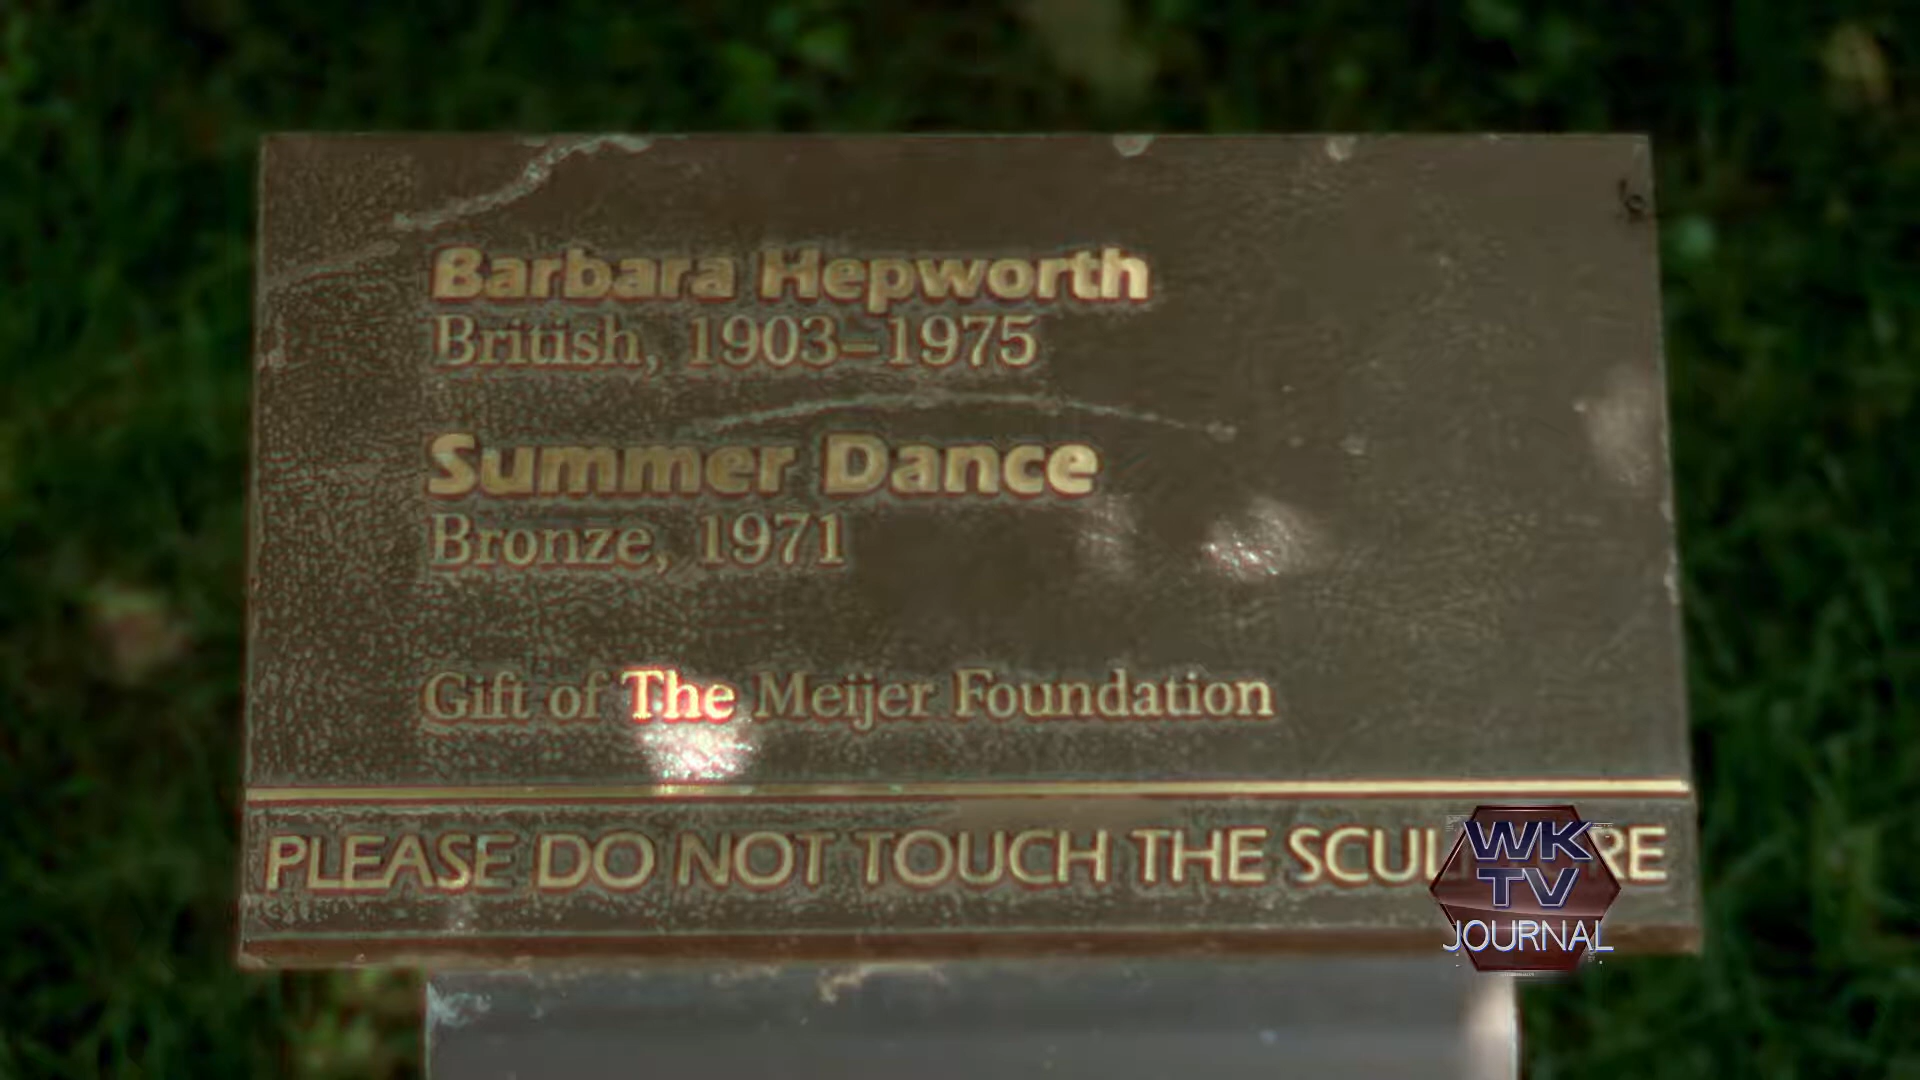 Barbara Hepworth
British, 1903–1975
Summer Dance
Bronze, 1971
Gift of The Meijer Foundation
PLEASE DO NOT TOUCH THE SCUL RE
WK
TV
JOURNAL